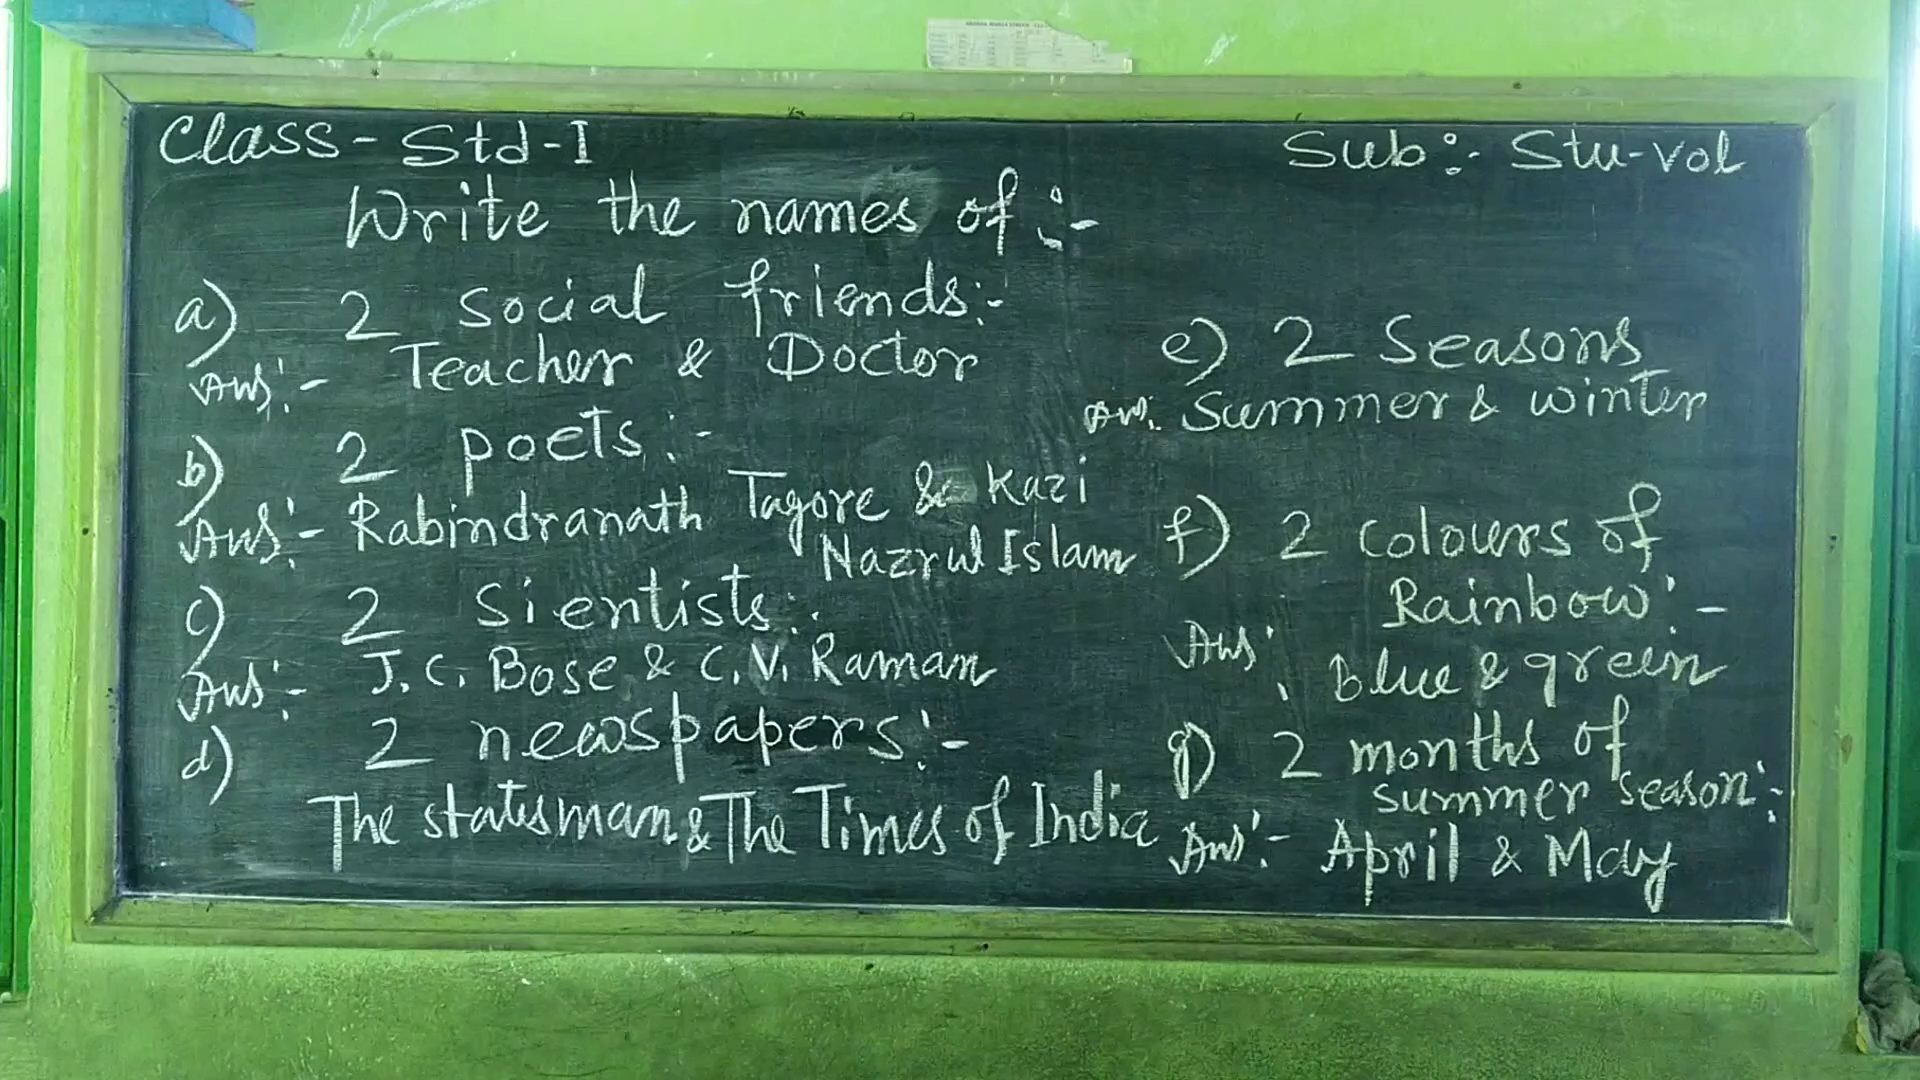 Class - Std - I
Sub :- Stu-vol
Write the names of :-
a) 2 social friends:-
Ans:- Teacher & Doctor
b) 2 poets:-
Ans:- Rabindranath Tagore & Kazi
Nazrul Islam
c) 2 Sientists:
Ans:- J.C. Bose & C.V. Raman
d) 2 newspapers:-
The statesman & The Times of India
e) 2 Seasons
Ans: Summer & winter
f) 2 colours of
Rainbow:-
Ans: blue & green
g) 2 months of
summer season:-
Ans:- April & May